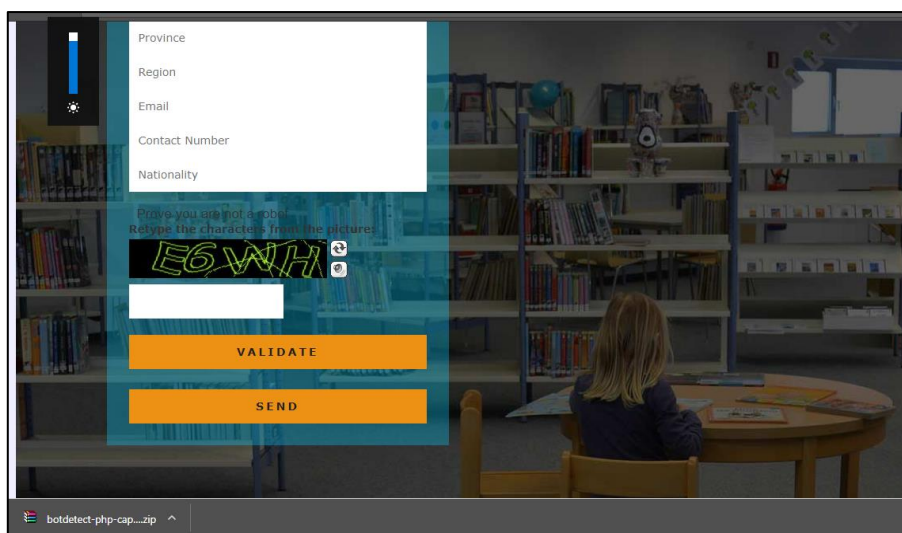 Province
Region
Email
Contact Number
Nationality
Prove you are not a robot
Retype the characters from the picture:
E6WH
VALIDATE
SEND
botdetect-php-cap....zip